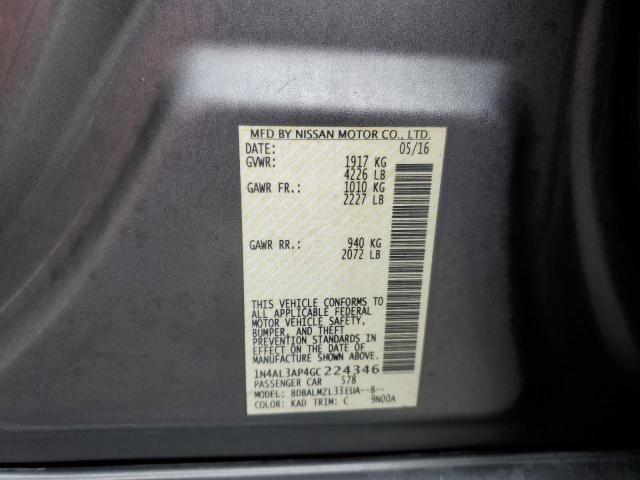 MFD BY NISSAN MOTOR CO., LTD.
DATE: 05/16
GVWR: 1917 KG
4226 LB
GAWR FR.: 1010 KG
2227 LB
GAWR RR.: 940 KG
2072 LB
THIS VEHICLE CONFORMS TO
ALL APPLICABLE FEDERAL
MOTOR VEHICLE SAFETY,
BUMPER, AND THEFT
PREVENTION STANDARDS IN
EFFECT ON THE DATE OF
MANUFACTURE SHOWN ABOVE.
1N4AL3AP4GC224346
PASSENGER CAR 578
MODEL: BDBALMZL33EUA--B--
COLOR: KAD TRIM: C 9N00A